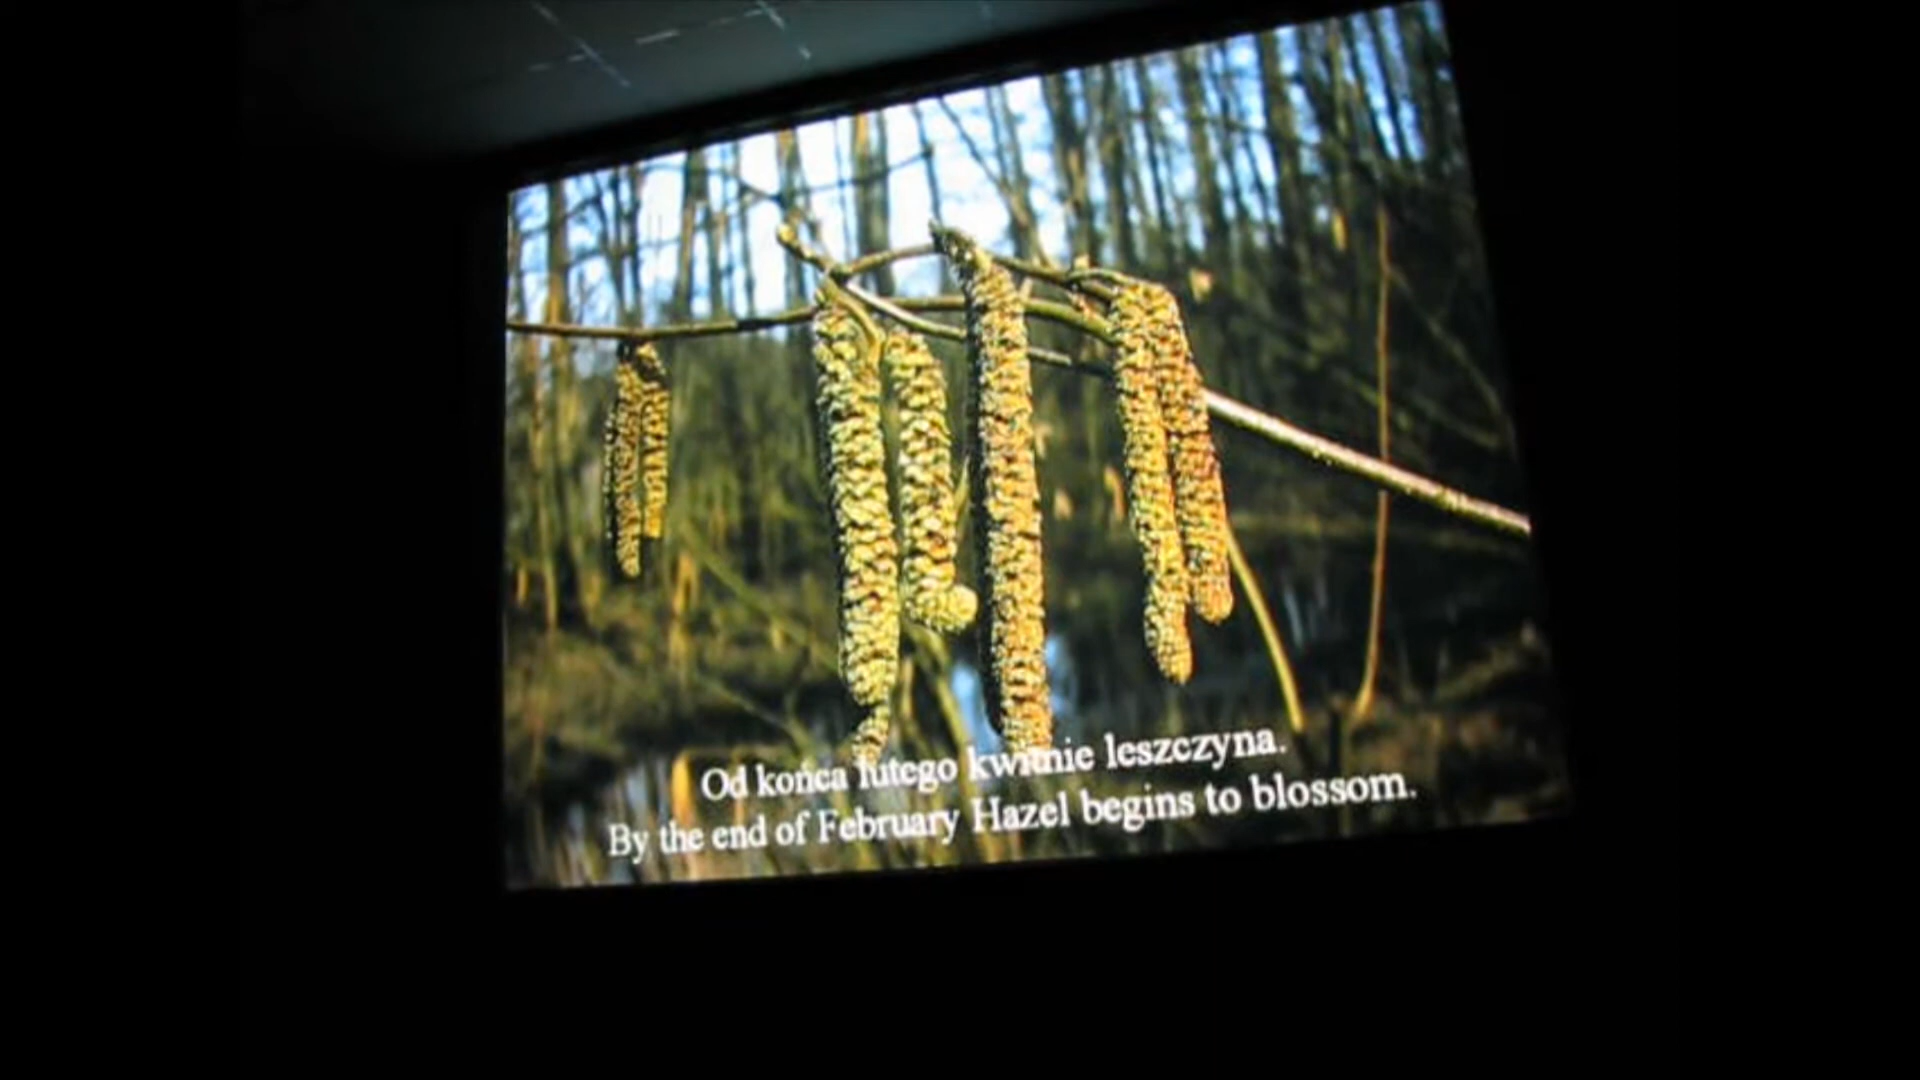 Od końca lutego kwitnie leszczyna.
By the end of February Hazel begins to blossom.